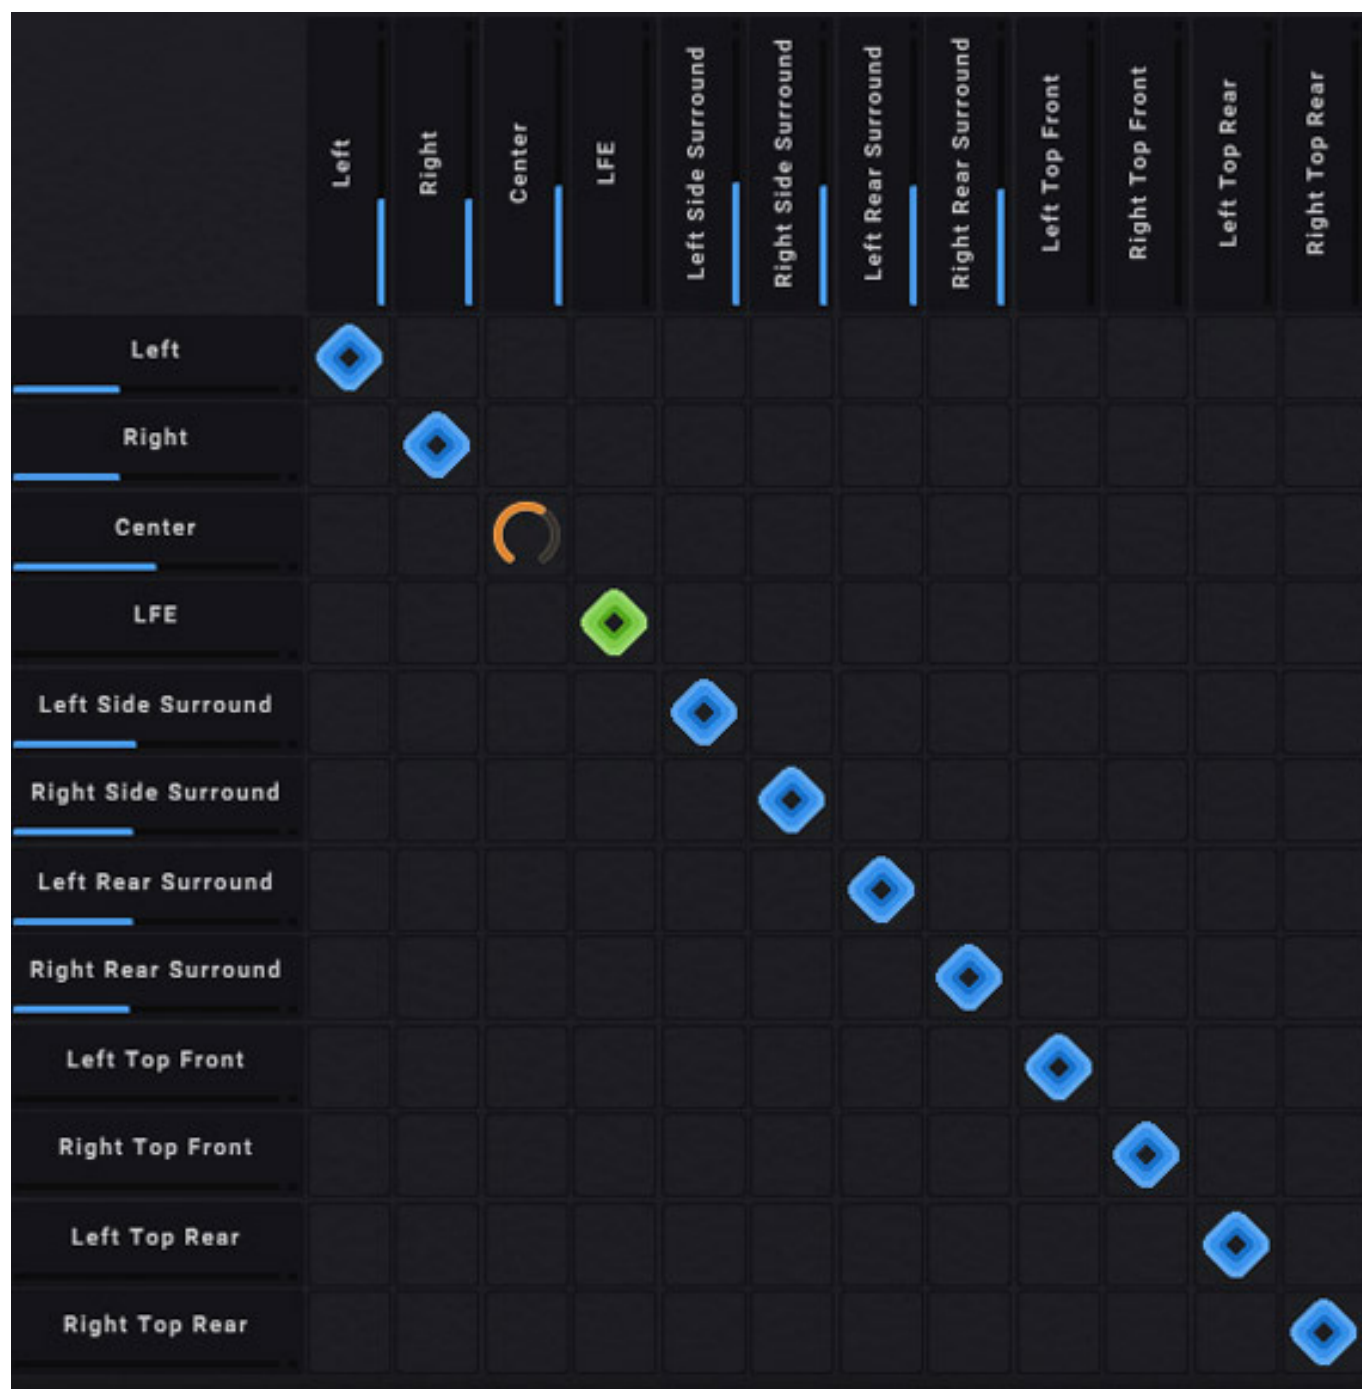 Left
Right
Center
LFE
Left Side Surround
Right Side Surround
Left Rear Surround
Right Rear Surround
Left Top Front
Right Top Front
Left Top Rear
Right Top Rear
Left
Right
Center
LFE
Left Side Surround
Right Side Surround
Left Rear Surround
Right Rear Surround
Left Top Front
Right Top Front
Left Top Rear
Right Top Rear